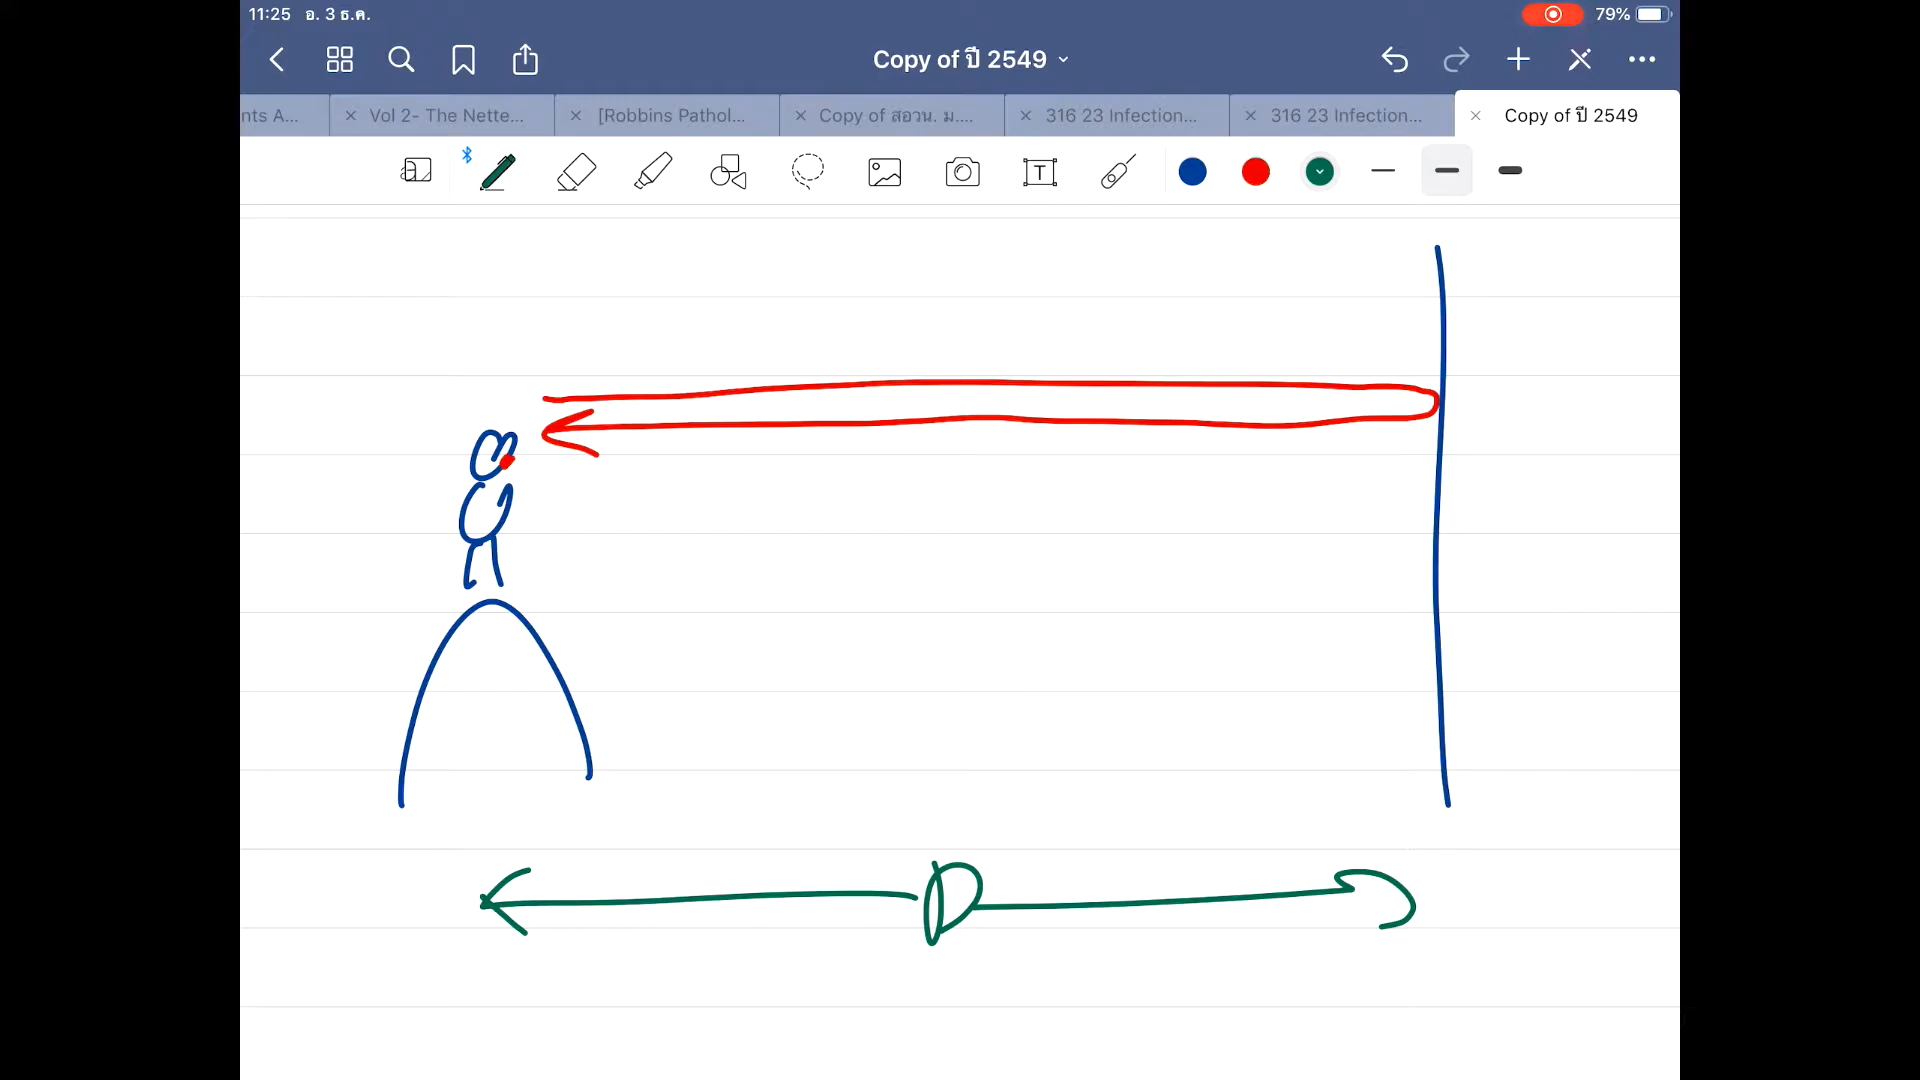 11:25 อ. 3 ธ.ค. 79%
Copy of ปี 2549
nts A... Vol 2- The Nette... [Robbins Pathol... Copy of สอวน. ม.... 316 23 Infection... 316 23 Infection... Copy of ปี 2549
T
D